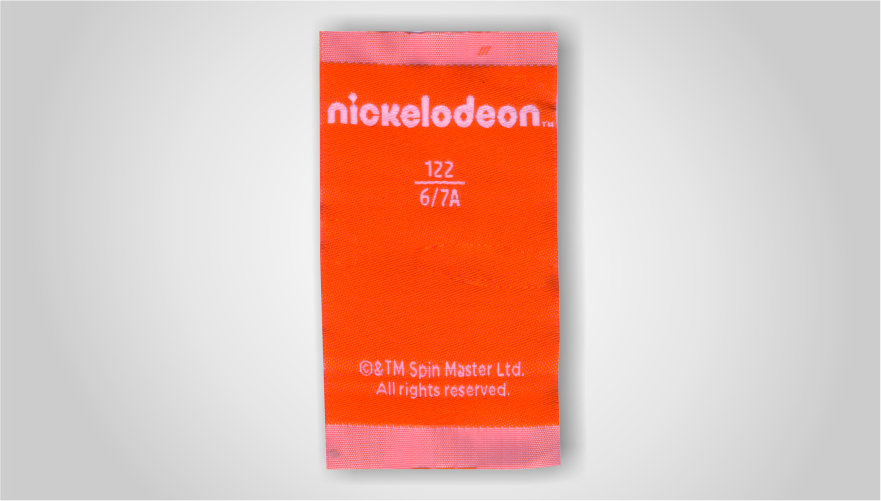 nickelodeon™
122
6/7A
©&TM Spin Master Ltd.
All rights reserved.